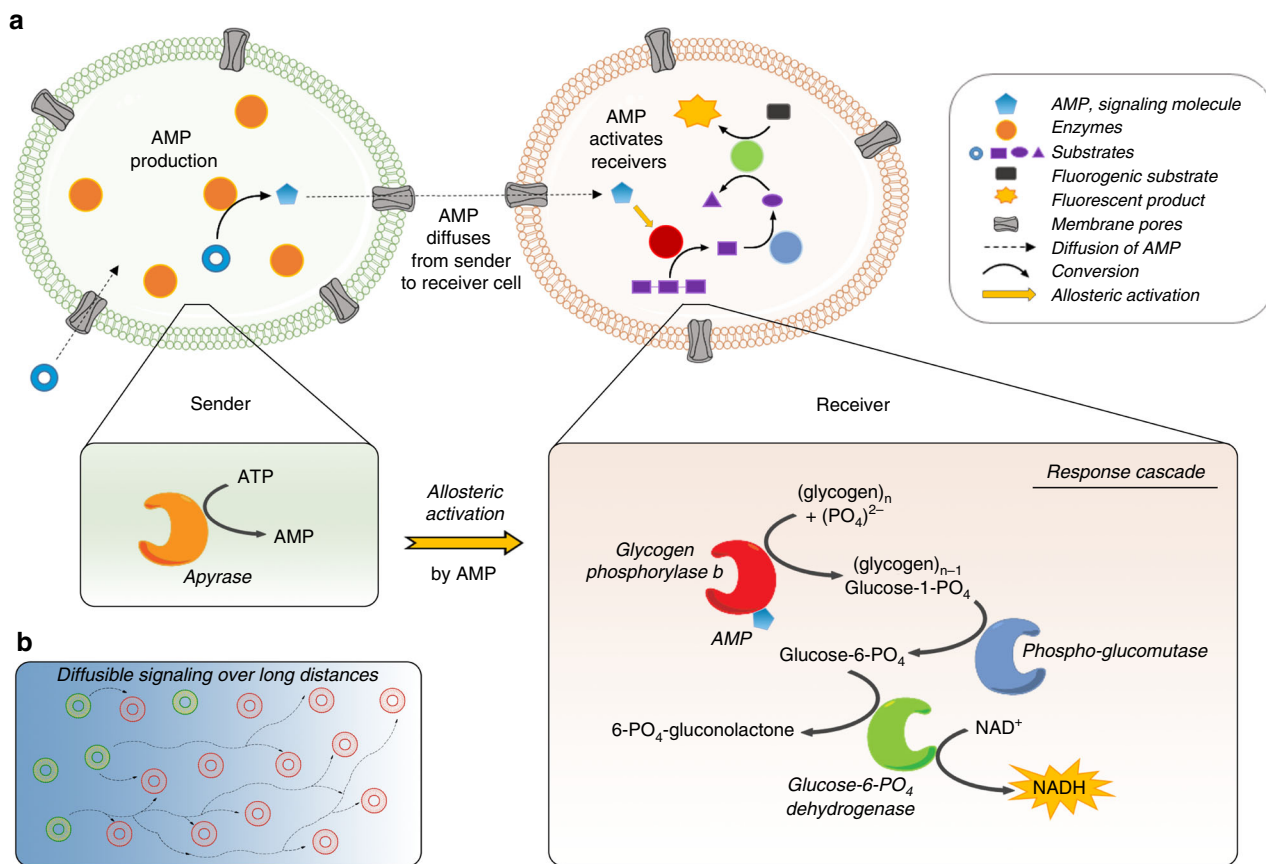 a
AMP
production
AMP
diffuses
from sender
to receiver cell
AMP
activates
receivers
AMP, signaling molecule
Enzymes
Substrates
Fluorogenic substrate
Fluorescent product
Membrane pores
Diffusion of AMP
Conversion
Allosteric activation
Sender
Receiver
ATP
AMP
Apyrase
Allosteric
activation
by AMP
Response cascade
(glycogen)n
+ (PO4)2–
Glycogen
phosphorylase b
(glycogen)n–1
Glucose-1-PO4
AMP
Glucose-6-PO4
Phospho-glucomutase
6-PO4-gluconolactone
NAD+
Glucose-6-PO4
dehydrogenase
NADH
b
Diffusible signaling over long distances